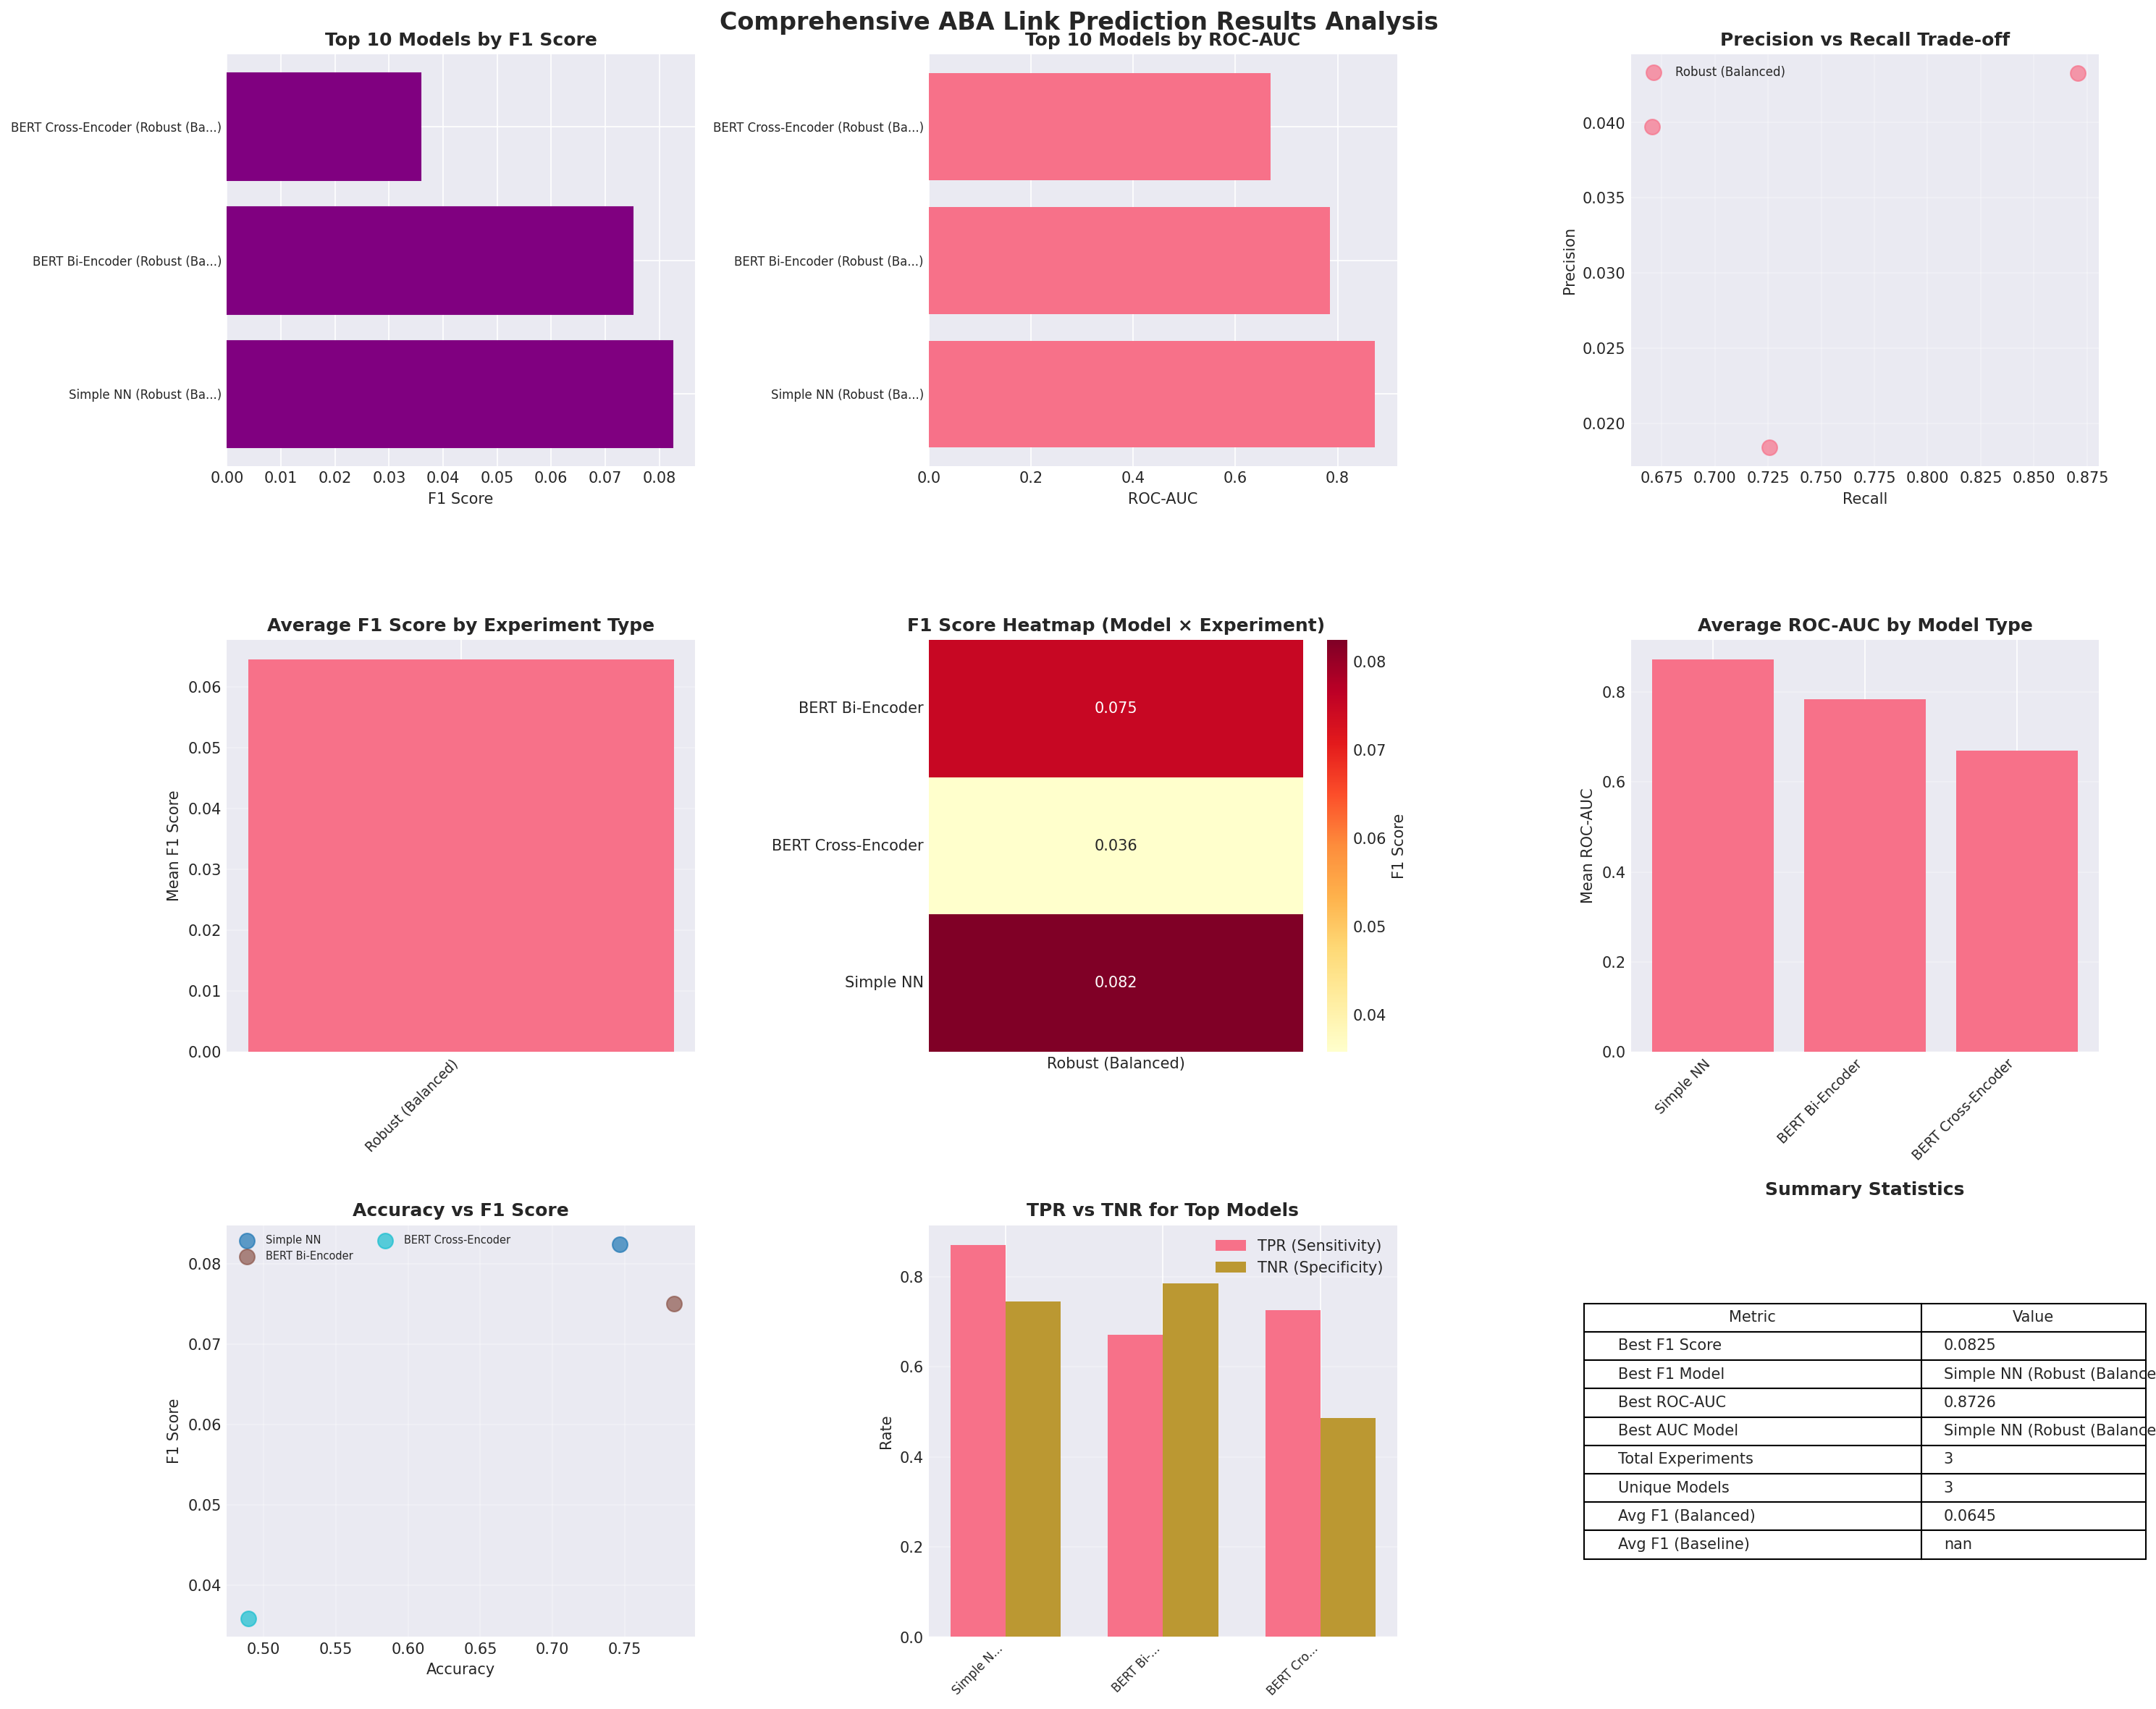 Comprehensive ABA Link Prediction Results Analysis
Top 10 Models by F1 Score
BERT Cross-Encoder (Robust (Ba...)
BERT Bi-Encoder (Robust (Ba...)
Simple NN (Robust (Ba...)
0.00 0.01 0.02 0.03 0.04 0.05 0.06 0.07 0.08
F1 Score
Top 10 Models by ROC-AUC
BERT Cross-Encoder (Robust (Ba...)
BERT Bi-Encoder (Robust (Ba...)
Simple NN (Robust (Ba...)
0.0 0.2 0.4 0.6 0.8
ROC-AUC
Precision vs Recall Trade-off
Robust (Balanced)
0.040
0.035
0.030
0.025
0.020
Precision
0.675 0.700 0.725 0.750 0.775 0.800 0.825 0.850 0.875
Recall
Average F1 Score by Experiment Type
0.06
0.05
0.04
0.03
0.02
0.01
0.00
Mean F1 Score
Robust (Balanced)
F1 Score Heatmap (Model × Experiment)
BERT Bi-Encoder
0.075
BERT Cross-Encoder
0.036
Simple NN
0.082
Robust (Balanced)
0.08
0.07
0.06
0.05
0.04
F1 Score
Average ROC-AUC by Model Type
0.8
0.6
0.4
0.2
0.0
Mean ROC-AUC
Simple NN
BERT Bi-Encoder
BERT Cross-Encoder
Accuracy vs F1 Score
Simple NN
BERT Bi-Encoder
BERT Cross-Encoder
0.08
0.07
0.06
0.05
0.04
F1 Score
0.50 0.55 0.60 0.65 0.70 0.75
Accuracy
TPR vs TNR for Top Models
TPR (Sensitivity)
TNR (Specificity)
0.8
0.6
0.4
0.2
0.0
Rate
Simple N...
BERT Bi-...
BERT Cro...
Summary Statistics
Metric Value
Best F1 Score 0.0825
Best F1 Model Simple NN (Robust (Balance
Best ROC-AUC 0.8726
Best AUC Model Simple NN (Robust (Balance
Total Experiments 3
Unique Models 3
Avg F1 (Balanced) 0.0645
Avg F1 (Baseline) nan